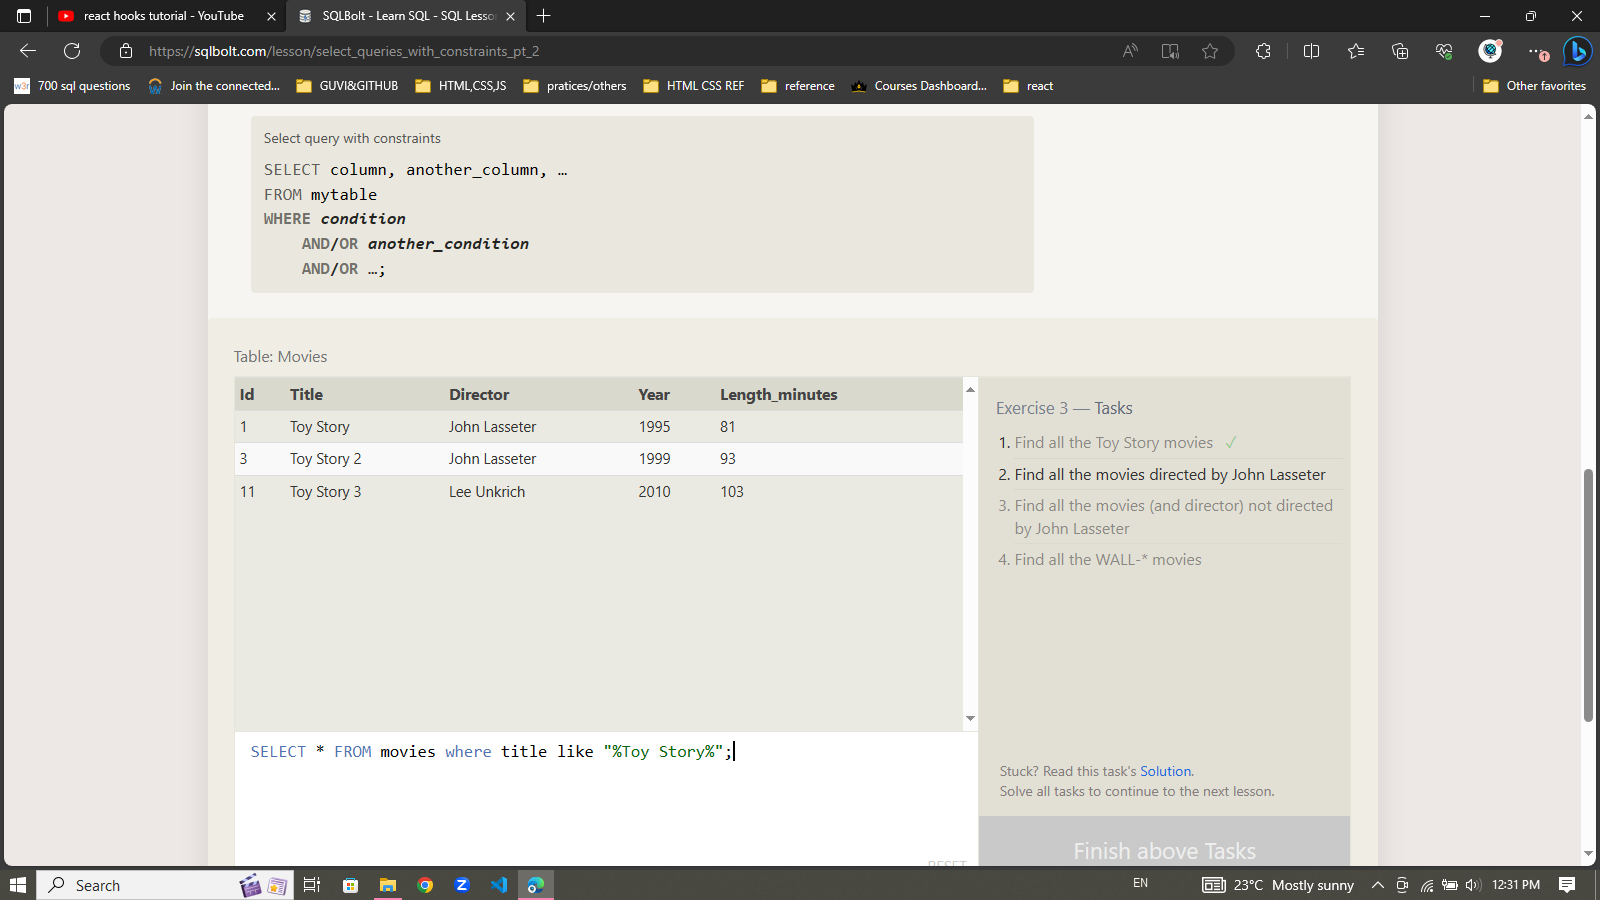 react hooks tutorial - YouTube
SQLBolt - Learn SQL - SQL Lesso
https://sqlbolt.com/lesson/select_queries_with_constraints_pt_2
700 sql questions
Join the connected...
GUVI&GITHUB
HTML,CSS,JS
pratices/others
HTML CSS REF
reference
Courses Dashboard...
react
Other favorites
Select query with constraints
SELECT column, another_column, …
FROM mytable
WHERE condition
AND/OR another_condition
AND/OR …;
Table: Movies
Id Title Director Year Length_minutes
1 Toy Story John Lasseter 1995 81
3 Toy Story 2 John Lasseter 1999 93
11 Toy Story 3 Lee Unkrich 2010 103
Exercise 3 — Tasks
1. Find all the Toy Story movies ✓
2. Find all the movies directed by John Lasseter
3. Find all the movies (and director) not directed
by John Lasseter
4. Find all the WALL-* movies
SELECT * FROM movies where title like "%Toy Story%";
Stuck? Read this task's Solution.
Solve all tasks to continue to the next lesson.
RESET
Finish above Tasks
Search
EN
23°C Mostly sunny
12:31 PM